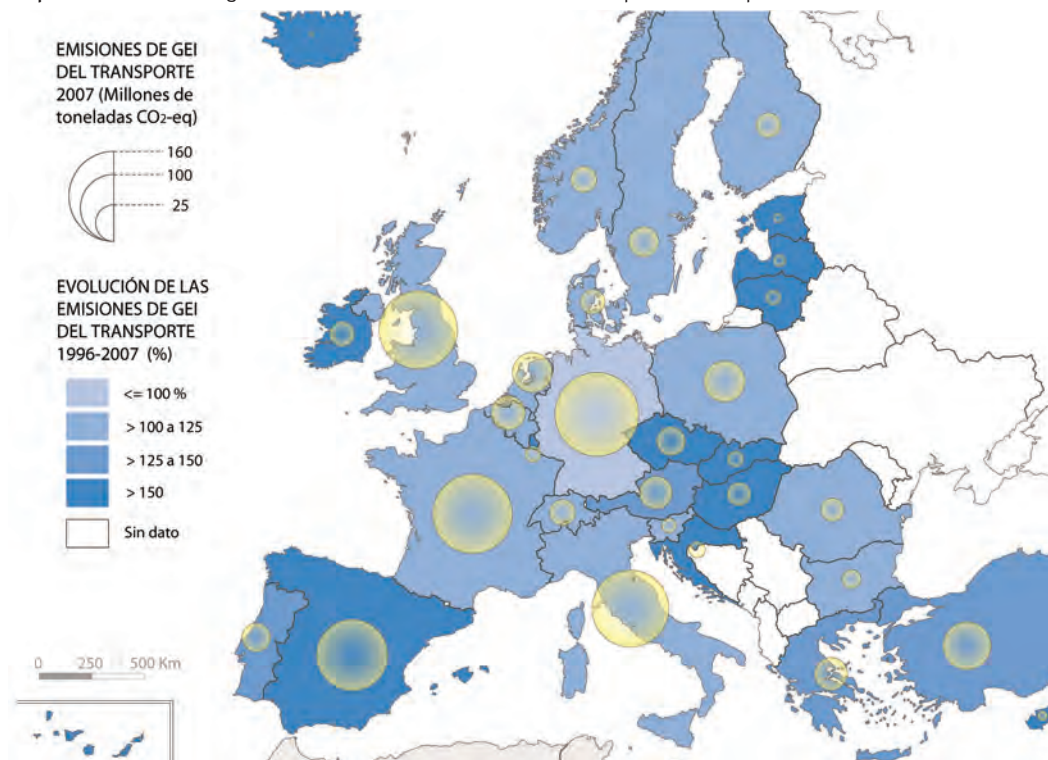 EMISIONES DE GEI
DEL TRANSPORTE
2007 (Millones de
toneladas CO2-eq)
160
100
25
EVOLUCIÓN DE LAS
EMISIONES DE GEI
DEL TRANSPORTE
1996-2007 (%)
<= 100 %
> 100 a 125
> 125 a 150
> 150
Sin dato
0 250 500 Km